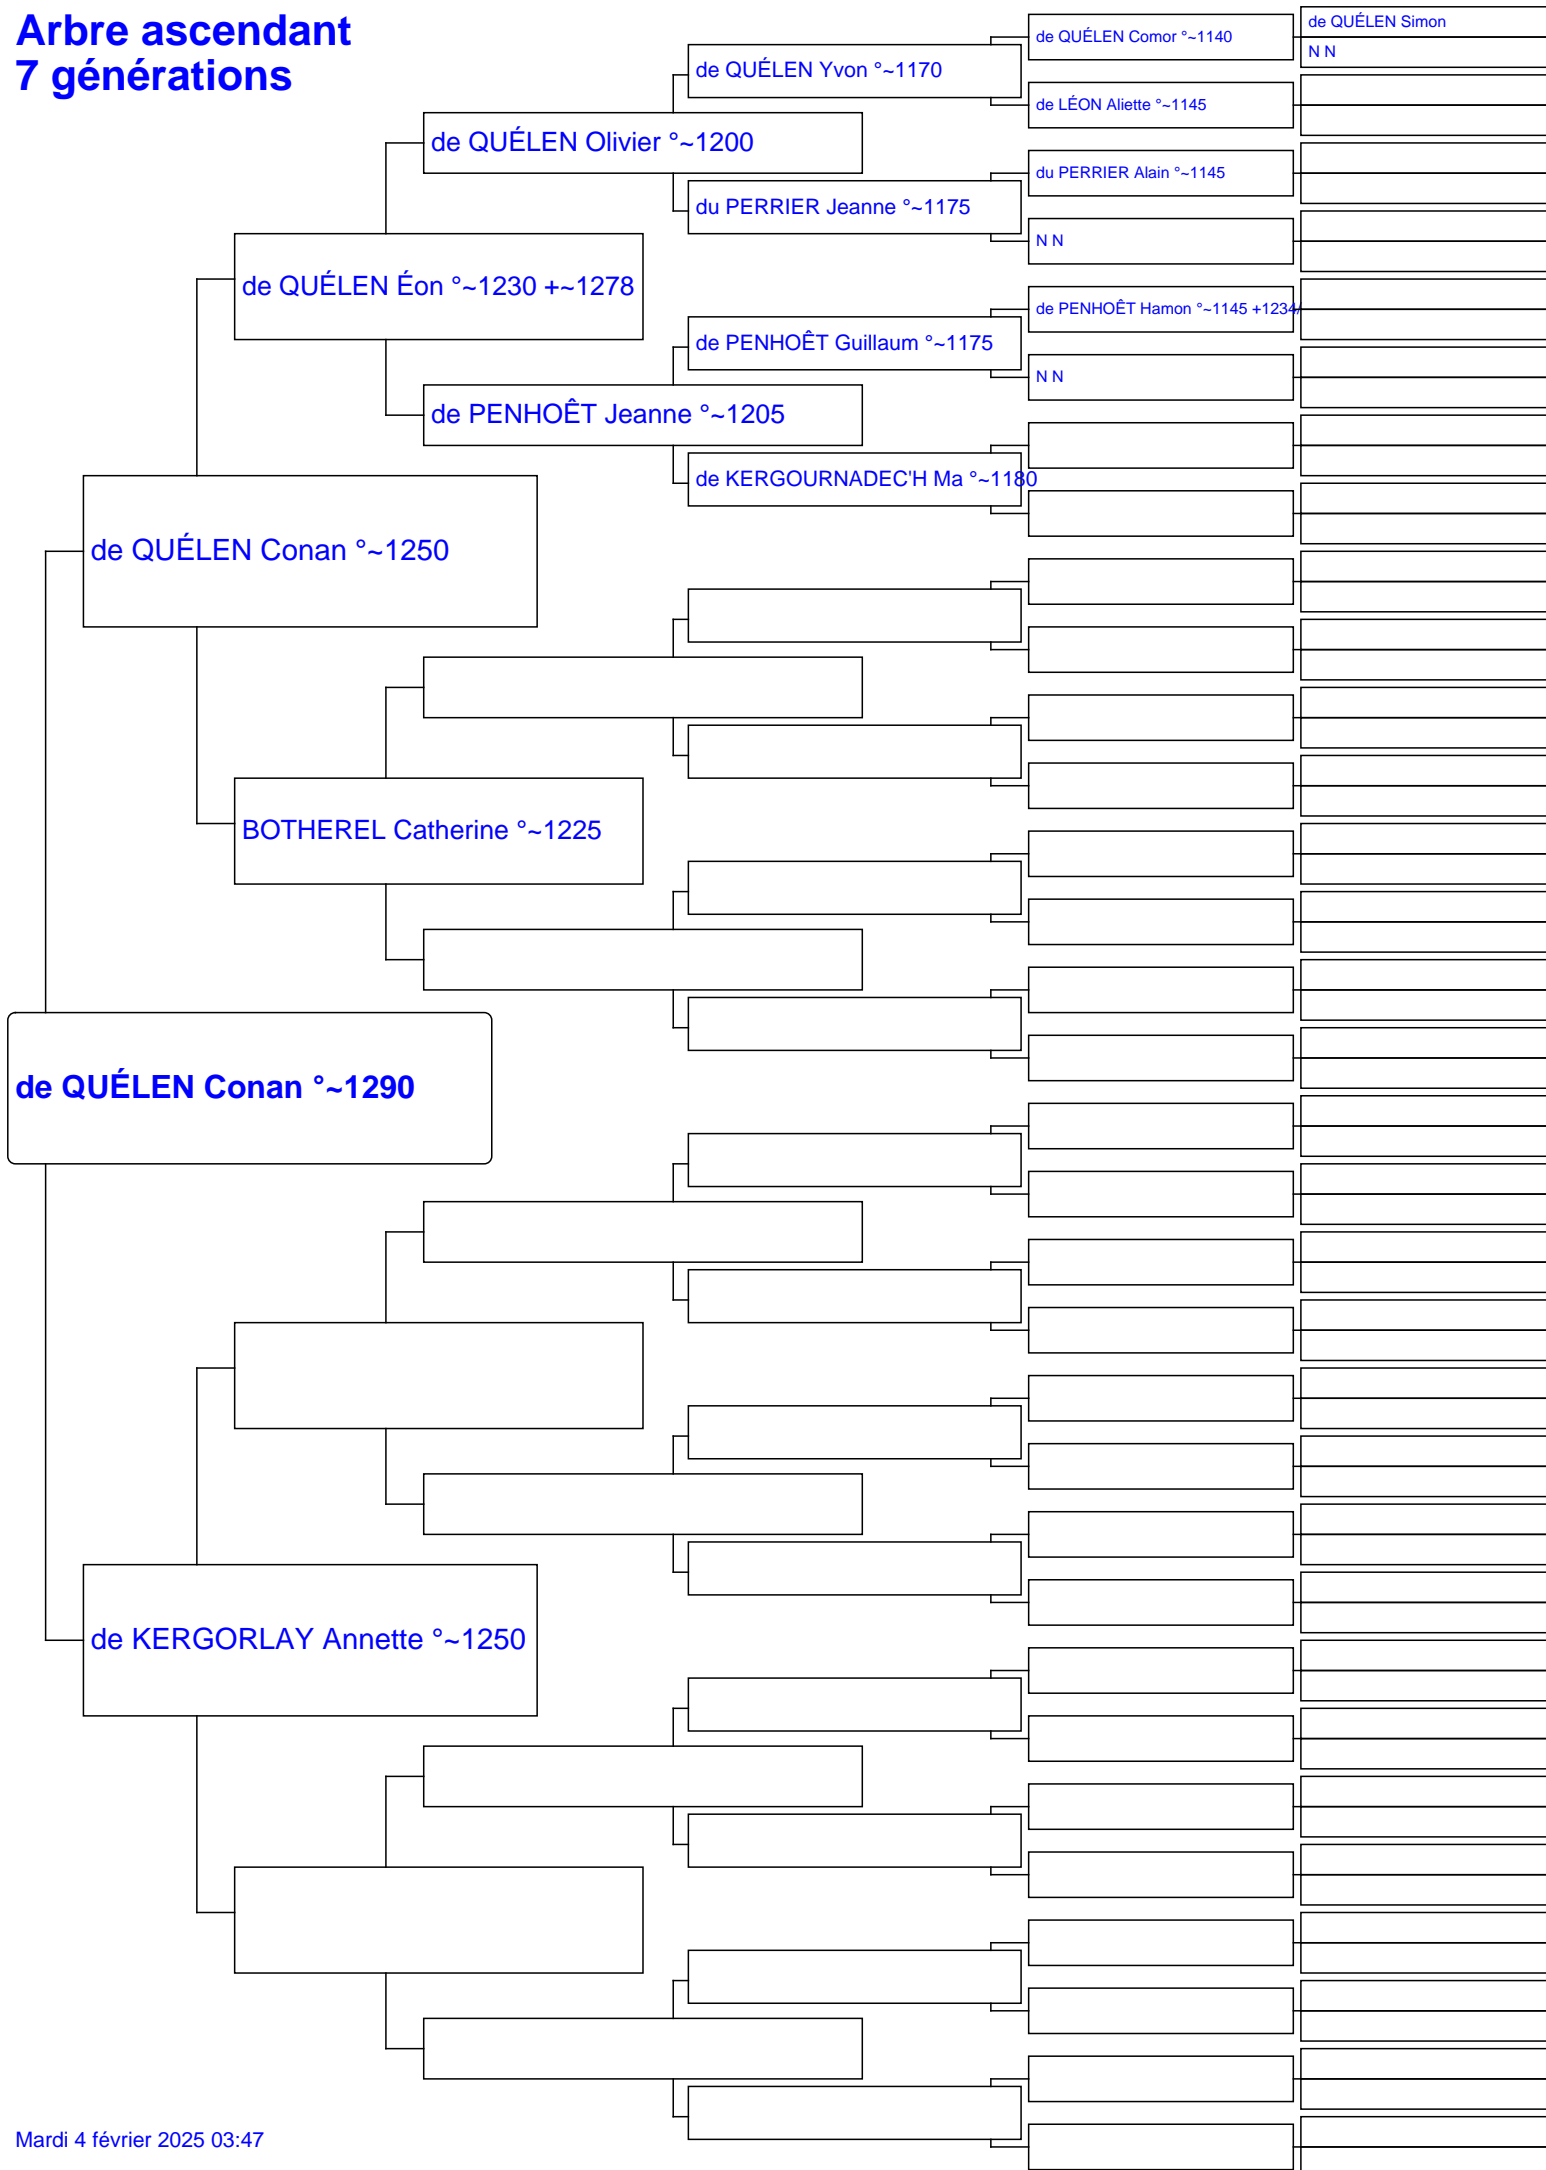 Arbre ascendant
7 générations
de QUÉLEN Simon
N N
de QUÉLEN Comor °~1140
de QUÉLEN Yvon °~1170
de LÉON Aliette °~1145
de QUÉLEN Olivier °~1200
du PERRIER Alain °~1145
du PERRIER Jeanne °~1175
N N
de QUÉLEN Éon °~1230 +~1278
de PENHOÊT Hamon °~1145 +1234/
de PENHOÊT Guillaum °~1175
N N
de PENHOÊT Jeanne °~1205
de KERGOURNADEC'H Ma °~1180
de QUÉLEN Conan °~1250
BOTHEREL Catherine °~1225
de QUÉLEN Conan °~1290
de KERGORLAY Annette °~1250
Mardi 4 février 2025 03:47